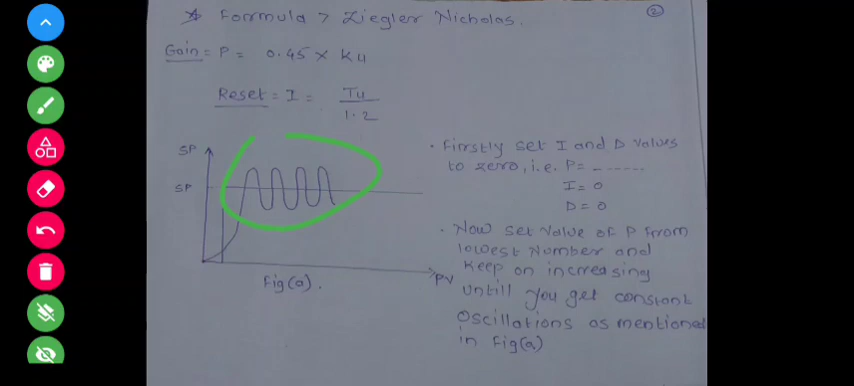 * Formula > Ziegler Nicholas.
②
Gain = P = 0.45 × Ku
Reset = I = Tu
1.2
SP
SP
PV
Fig(a).
• Firstly set I and D values
to zero, i.e. P= ------
I = 0
D = 0
• Now set value of P from
lowest Number and
Keep on increasing
untill you get constant
oscillations as mentioned
in Fig(a)